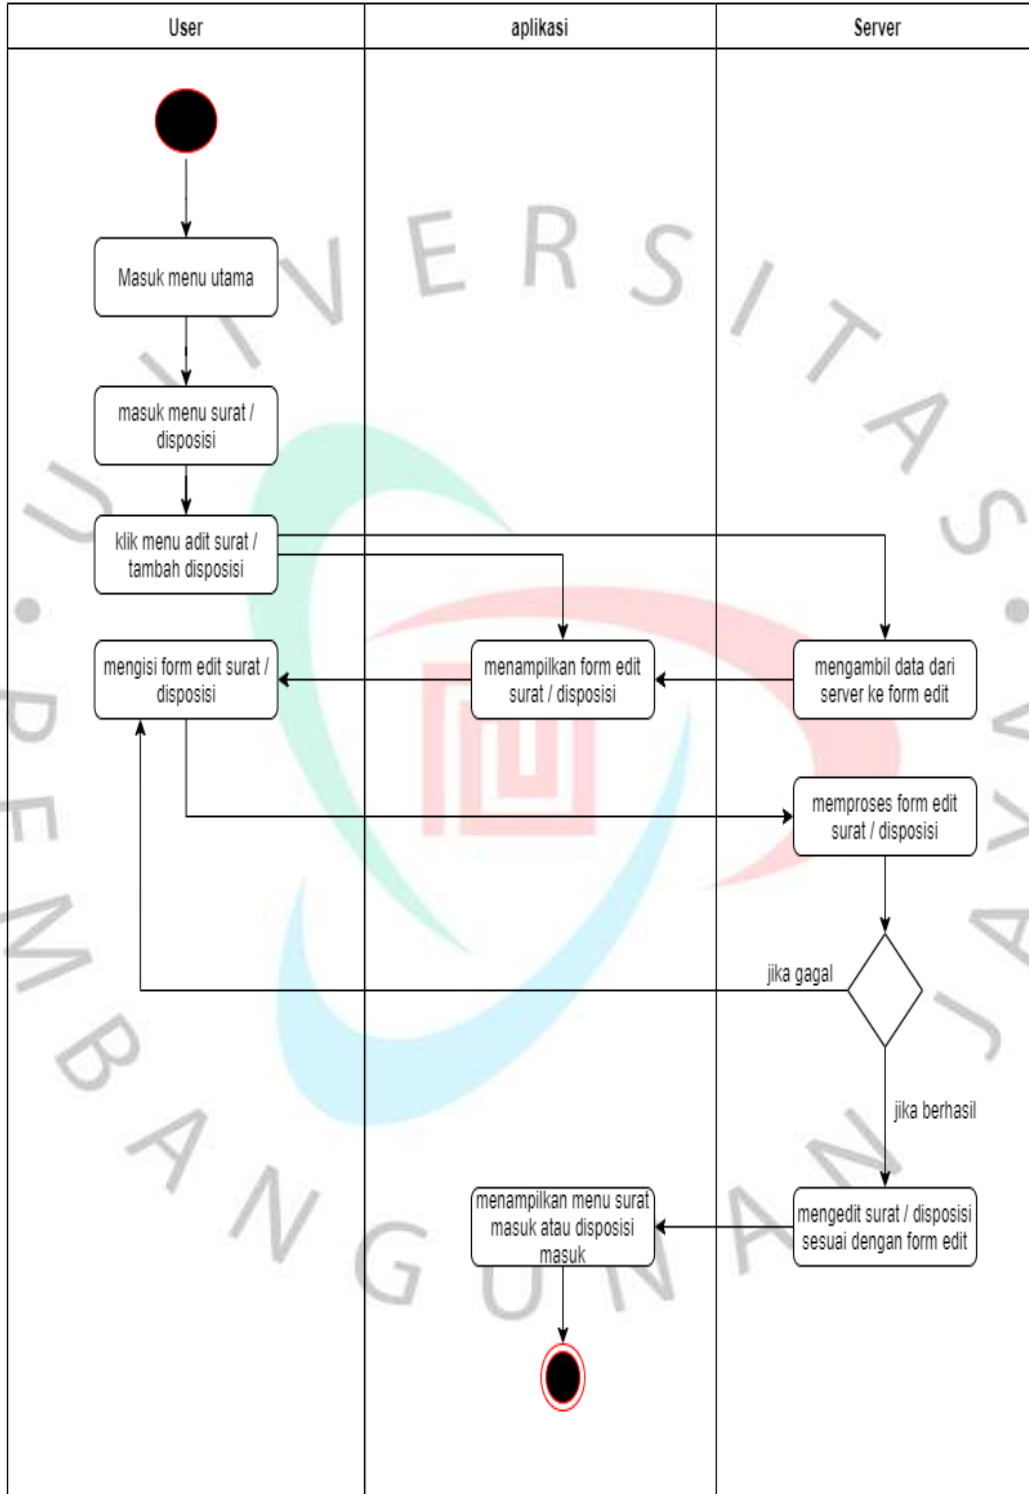 User
aplikasi
Server
Masuk menu utama
masuk menu surat /
disposisi
klik menu adit surat /
tambah disposisi
mengisi form edit surat /
disposisi
menampilkan form edit
surat / disposisi
mengambil data dari
server ke form edit
memproses form edit
surat / disposisi
jika gagal
jika berhasil
menampilkan menu surat
masuk atau disposisi
masuk
mengedit surat / disposisi
sesuai dengan form edit
UNIVERSITAS
PEMBANGUNAN JAYA